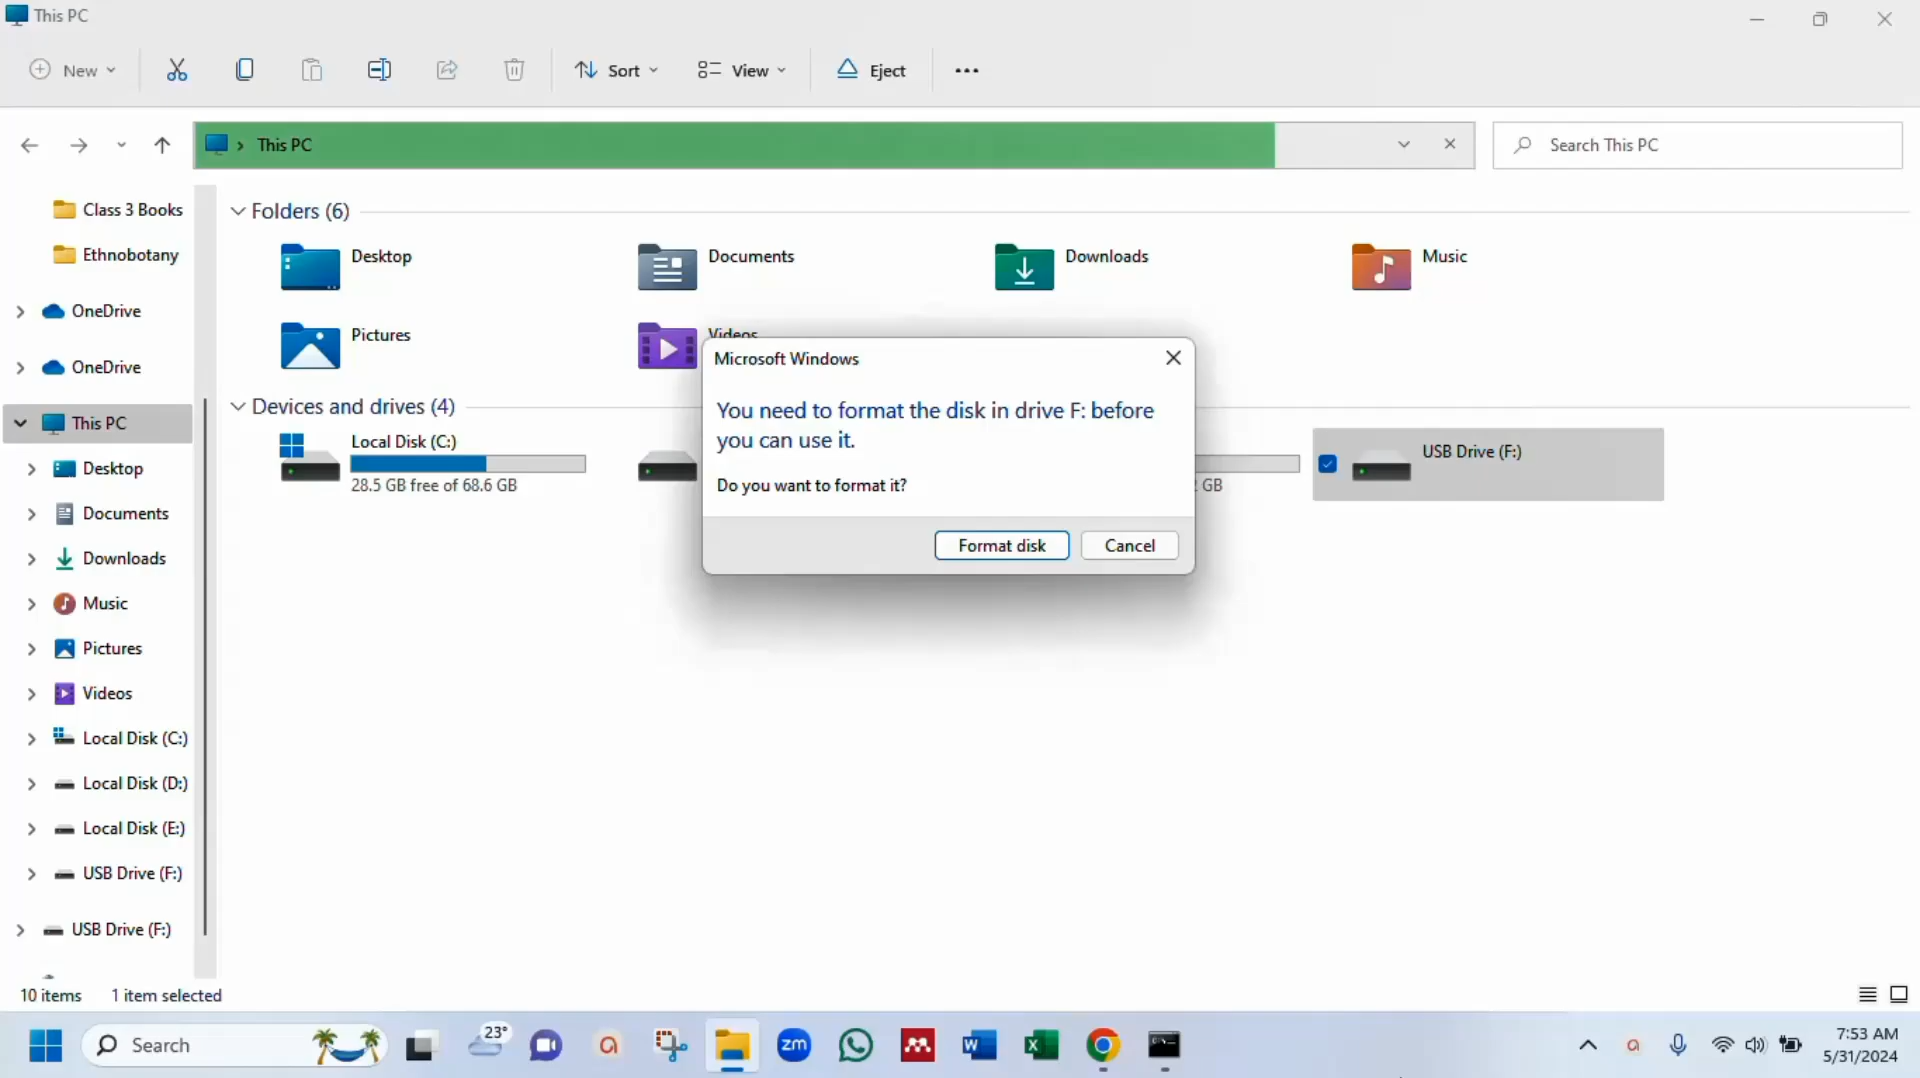 This PC
New
Sort
View
Eject
This PC
Search This PC
Class 3 Books
Ethnobotany
OneDrive
OneDrive
This PC
Desktop
Documents
Downloads
Music
Pictures
Videos
Local Disk (C:)
Local Disk (D:)
Local Disk (E:)
USB Drive (F:)
USB Drive (F:)
Folders (6)
Desktop
Documents
Downloads
Music
Pictures
Videos
Devices and drives (4)
Local Disk (C:)
28.5 GB free of 68.6 GB
GB
USB Drive (F:)
Microsoft Windows
You need to format the disk in drive F: before
you can use it.
Do you want to format it?
Format disk
Cancel
10 items
1 item selected
Search
23°
zm
W
X
7:53 AM
5/31/2024